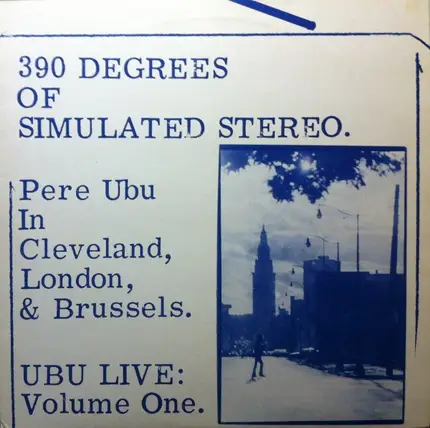 390 DEGREES
OF
SIMULATED STEREO.
Pere Ubu
In
Cleveland,
London,
& Brussels.
UBU LIVE:
Volume One.